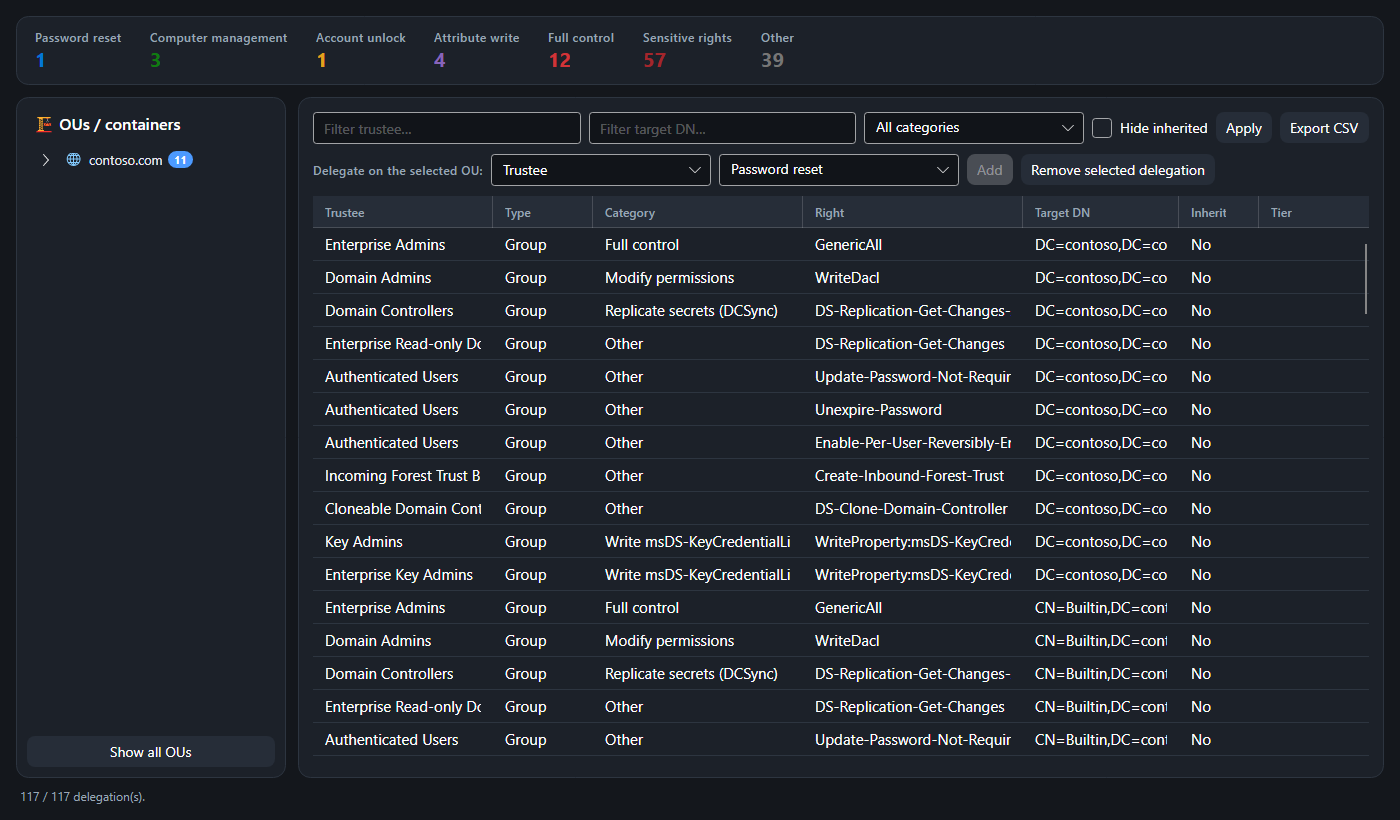 Password reset Computer management Account unlock Attribute write Full control Sensitive rights Other
1 3 1 4 12 57 39
OUs / containers
contoso.com 11
Show all OUs
Filter trustee... Filter target DN... All categories Hide inherited Apply Export CSV
Delegate on the selected OU: Trustee Password reset Add Remove selected delegation
Trustee Type Category Right Target DN Inherit Tier
Enterprise Admins Group Full control GenericAll DC=contoso,DC=co No
Domain Admins Group Modify permissions WriteDacl DC=contoso,DC=co No
Domain Controllers Group Replicate secrets (DCSync) DS-Replication-Get-Changes- DC=contoso,DC=co No
Enterprise Read-only Do Group Other DS-Replication-Get-Changes DC=contoso,DC=co No
Authenticated Users Group Other Update-Password-Not-Requir DC=contoso,DC=co No
Authenticated Users Group Other Unexpire-Password DC=contoso,DC=co No
Authenticated Users Group Other Enable-Per-User-Reversibly-Er DC=contoso,DC=co No
Incoming Forest Trust B Group Other Create-Inbound-Forest-Trust DC=contoso,DC=co No
Cloneable Domain Cont Group Other DS-Clone-Domain-Controller DC=contoso,DC=co No
Key Admins Group Write msDS-KeyCredentialLi WriteProperty:msDS-KeyCred DC=contoso,DC=co No
Enterprise Key Admins Group Write msDS-KeyCredentialLi WriteProperty:msDS-KeyCred DC=contoso,DC=co No
Enterprise Admins Group Full control GenericAll CN=Builtin,DC=cont No
Domain Admins Group Modify permissions WriteDacl CN=Builtin,DC=cont No
Domain Controllers Group Replicate secrets (DCSync) DS-Replication-Get-Changes- CN=Builtin,DC=cont No
Enterprise Read-only Do Group Other DS-Replication-Get-Changes CN=Builtin,DC=cont No
Authenticated Users Group Other Update-Password-Not-Requir CN=Builtin,DC=cont No
117 / 117 delegation(s).